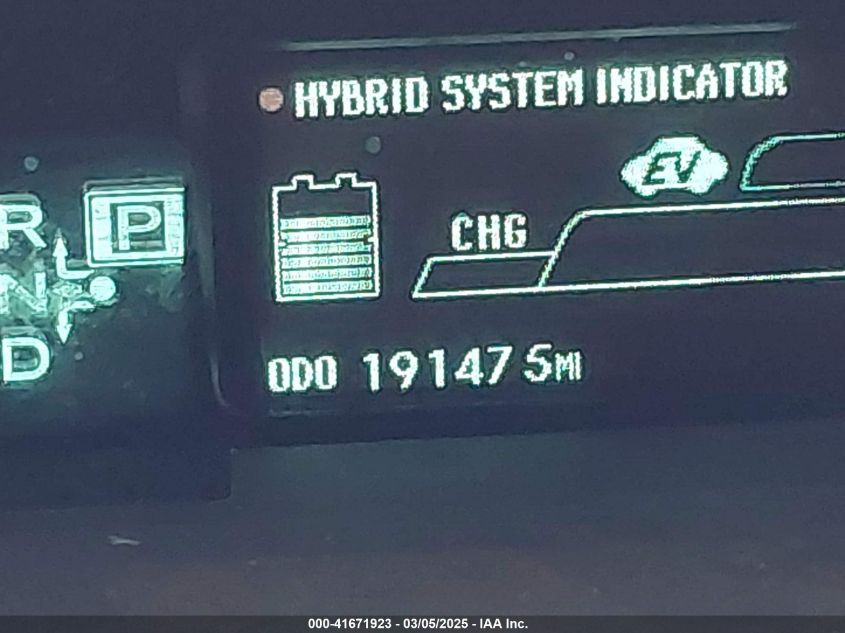 HYBRID SYSTEM INDICATOR
EV
R
P
CHG
N
D
ODO 191475MI
000-41671923 - 03/05/2025 - IAA Inc.